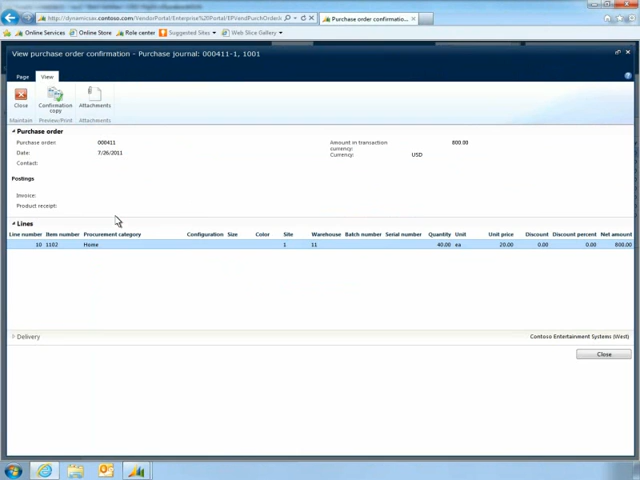 Purchase order confirmatio...
Online Services
Online Store
Role center
Suggested Sites
Web Slice Gallery
View purchase order confirmation - Purchase journal: 000411-1, 1001
Page View
Close
Confirmation copy
Attachments
Maintain Preview/Print Attachments
Purchase order
Purchase order: 000411
Amount in transaction currency: 800.00
Date: 7/26/2011
Currency: USD
Contact:
Postings
Invoice:
Product receipt:
Lines
Line number Item number Procurement category Configuration Size Color Site Warehouse Batch number Serial number Quantity Unit Unit price Discount Discount percent Net amount
10 1102 Home 1 11 40.00 ea 20.00 0.00 0.00 800.00
Delivery
Contoso Entertainment Systems (West)
Close